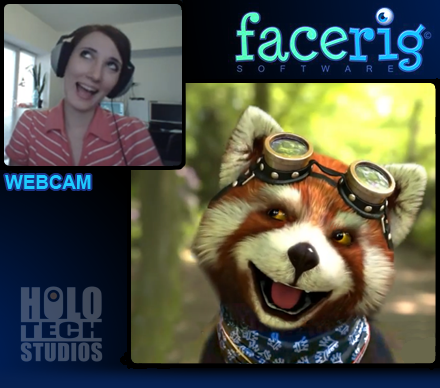 facerig©
SOFTWARE
WEBCAM
HOLO
TECH
STUDIOS